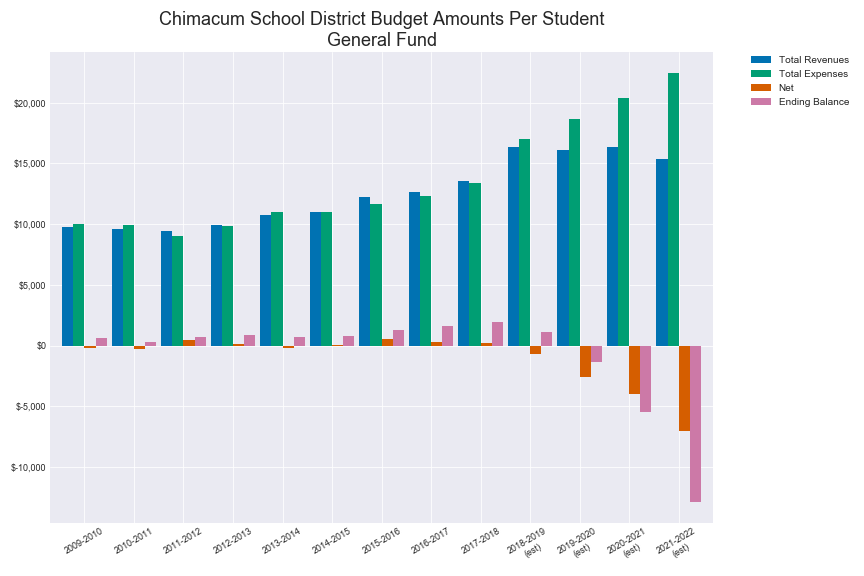 Chimacum School District Budget Amounts Per Student
General Fund
Total Revenues
Total Expenses
Net
Ending Balance
$20,000
$15,000
$10,000
$5,000
$0
$-5,000
$-10,000
2009-2010
2010-2011
2011-2012
2012-2013
2013-2014
2014-2015
2015-2016
2016-2017
2017-2018
2018-2019
(est)
2019-2020
(est)
2020-2021
(est)
2021-2022
(est)